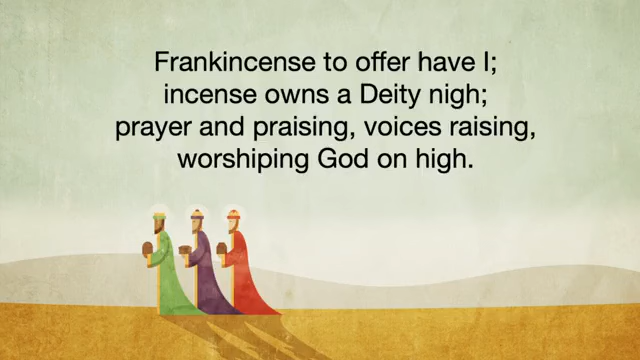 Frankincense to offer have I;
incense owns a Deity nigh;
prayer and praising, voices raising,
worshiping God on high.